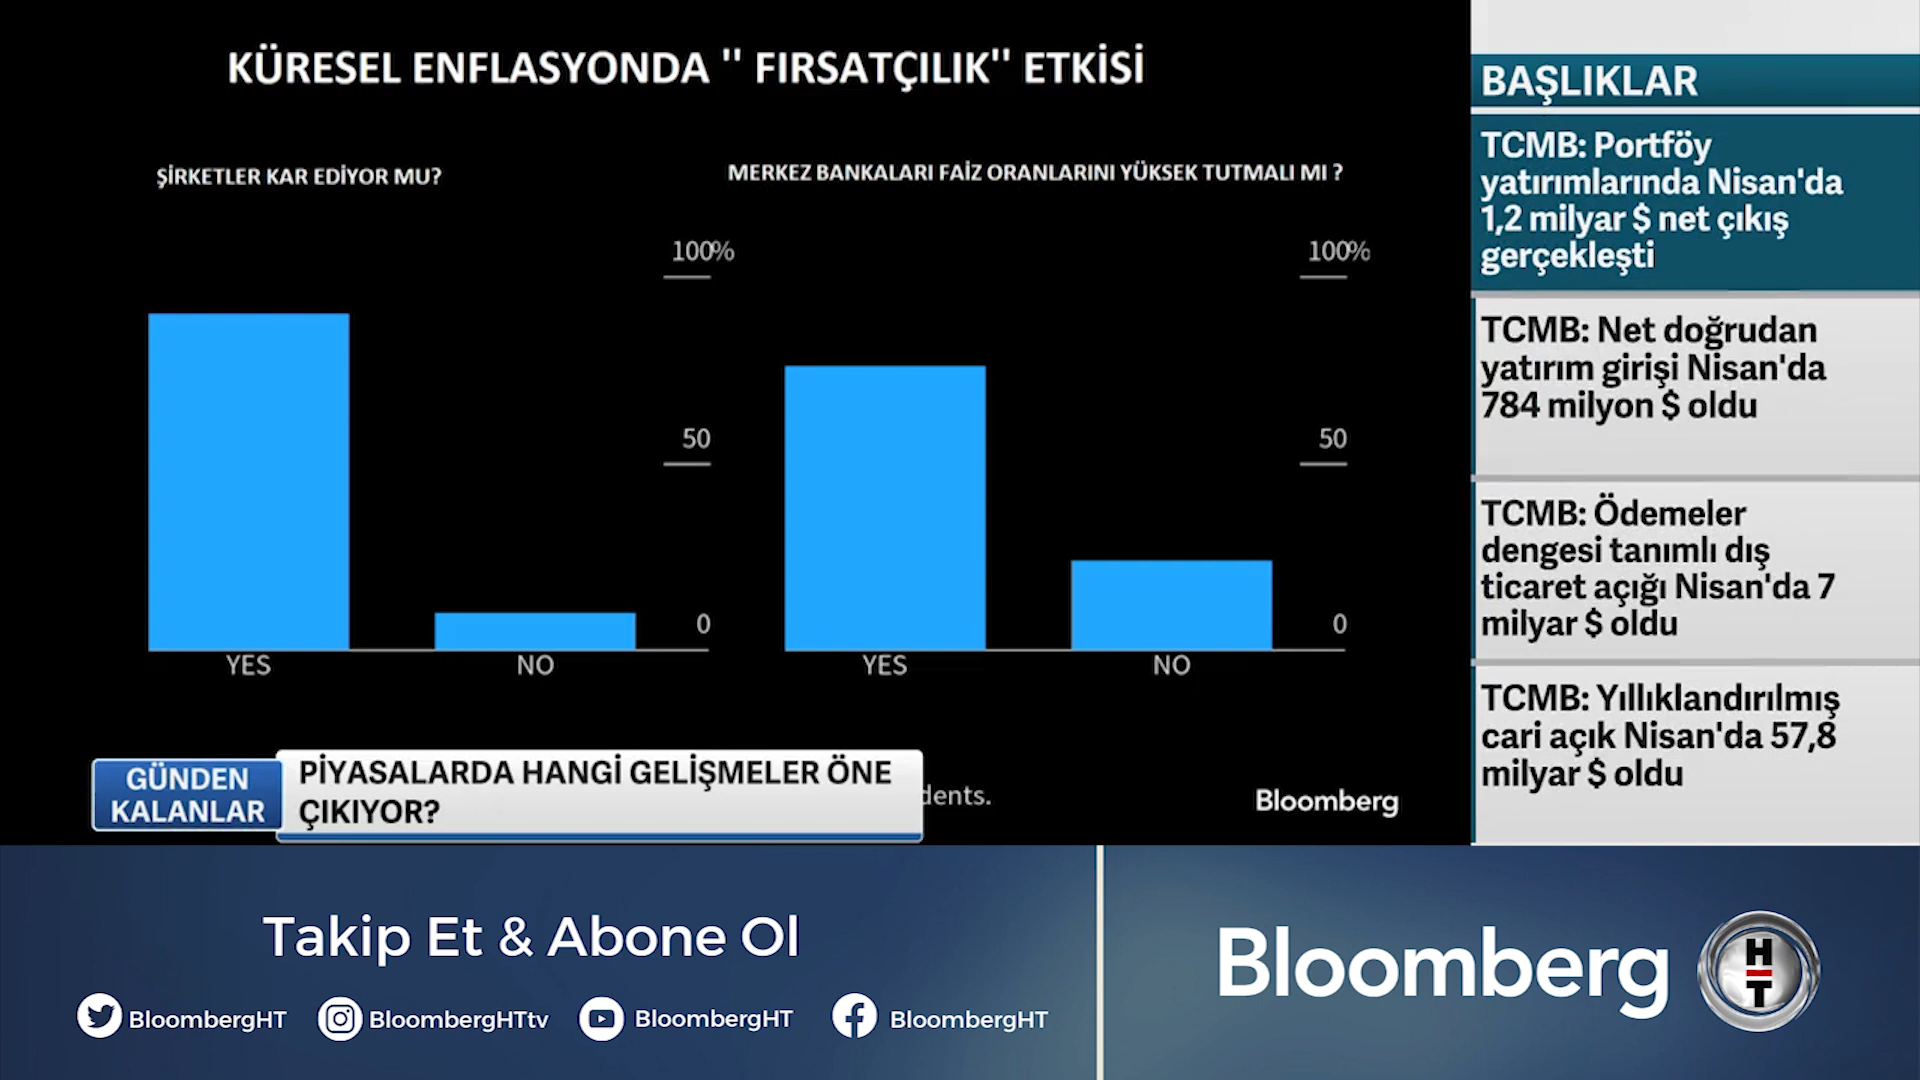 KÜRESEL ENFLASYONDA '' FIRSATÇILIK'' ETKİSİ
ŞİRKETLER KAR EDİYOR MU?
100%
50
0
YES
NO
MERKEZ BANKALARI FAİZ ORANLARINI YÜKSEK TUTMALI MI ?
100%
50
0
YES
NO
dents.
Bloomberg
GÜNDEN
KALANLAR
PİYASALARDA HANGİ GELİŞMELER ÖNE
ÇIKIYOR?
BAŞLIKLAR
TCMB: Portföy
yatırımlarında Nisan'da
1,2 milyar $ net çıkış
gerçekleşti
TCMB: Net doğrudan
yatırım girişi Nisan'da
784 milyon $ oldu
TCMB: Ödemeler
dengesi tanımlı dış
ticaret açığı Nisan'da 7
milyar $ oldu
TCMB: Yıllıklandırılmış
cari açık Nisan'da 57,8
milyar $ oldu
Takip Et & Abone Ol
BloombergHT
BloombergHTtv
BloombergHT
BloombergHT
Bloomberg
HT